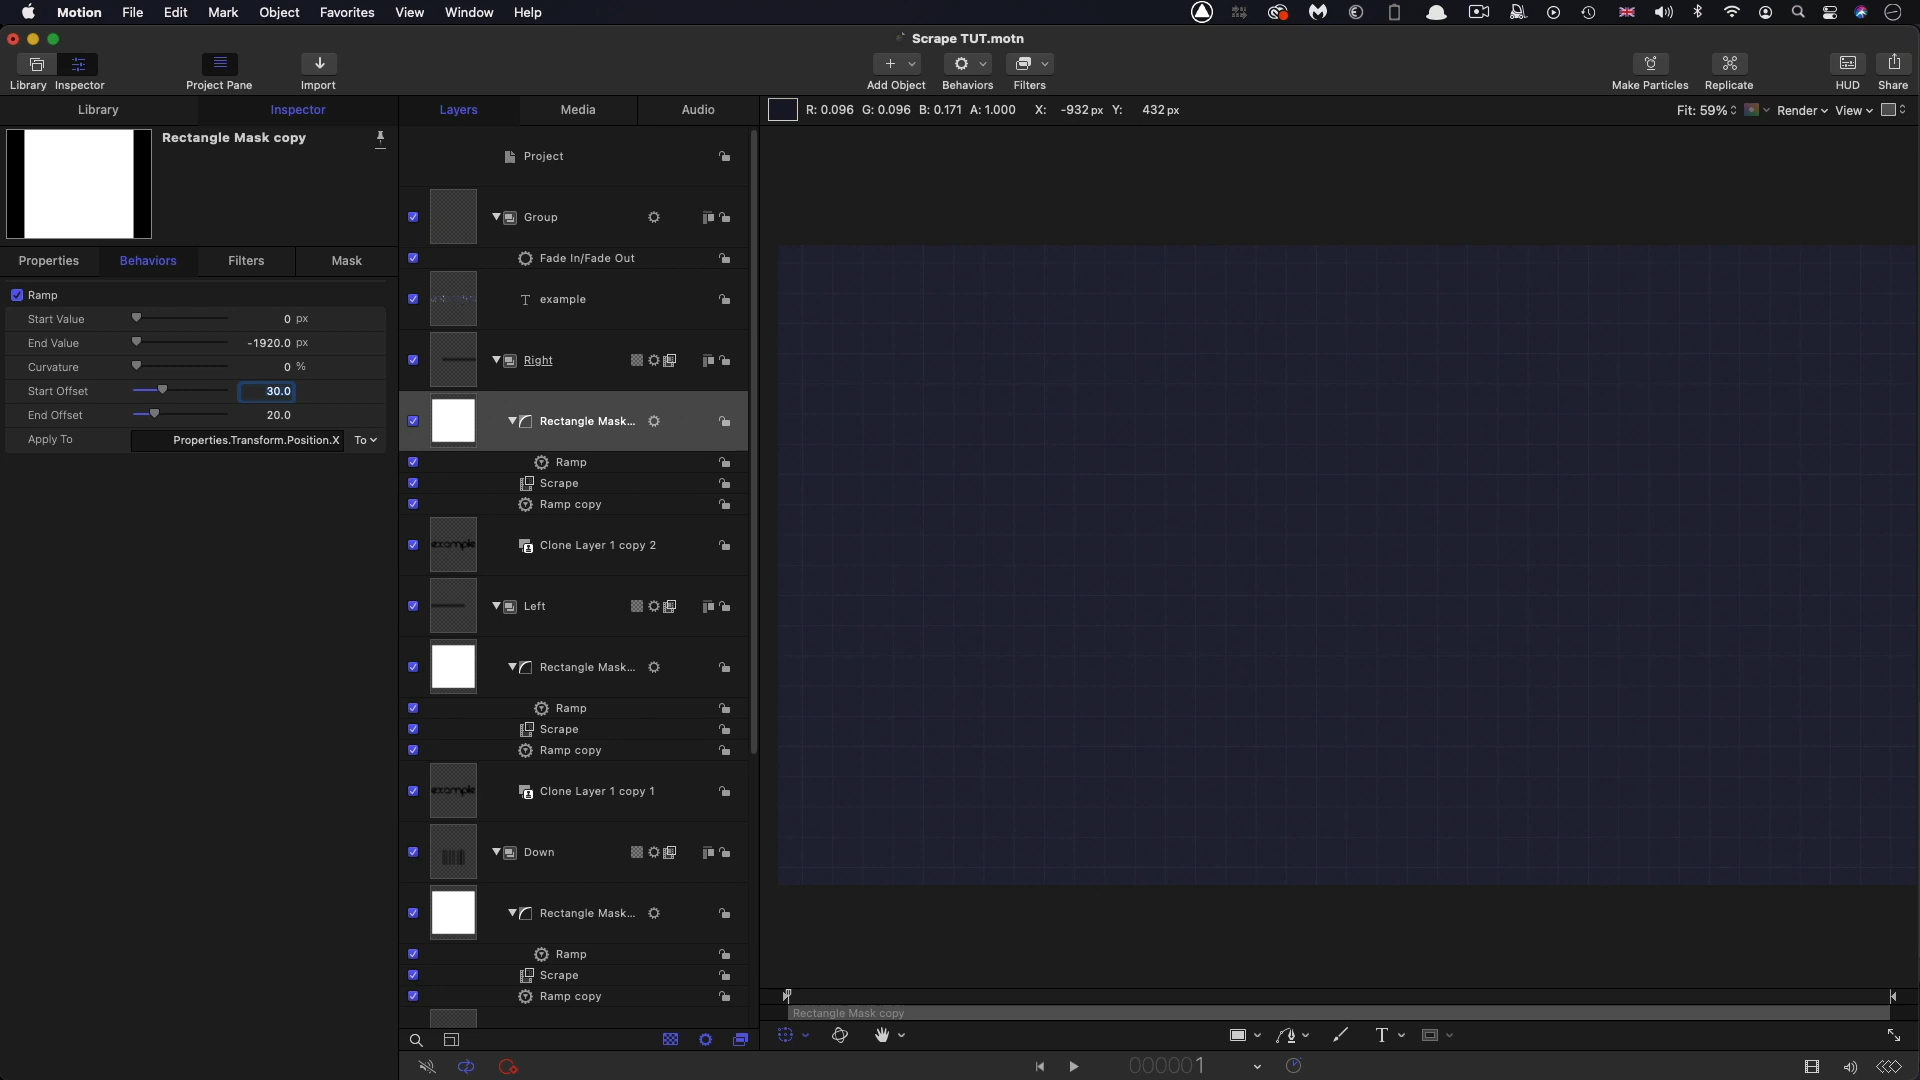 Motion File Edit Mark Object Favorites View Window Help
Scrape TUT.motn
Library Inspector Project Pane Import Add Object Behaviors Filters Make Particles Replicate HUD Share
Library Inspector Layers Media Audio R: 0.096 G: 0.096 B: 0.171 A: 1.000 X: -932 px Y: 432 px Fit: 59% Render View
Rectangle Mask copy
Properties Behaviors Filters Mask
Ramp
Start Value 0 px
End Value -1920.0 px
Curvature 0 %
Start Offset 30.0
End Offset 20.0
Apply To Properties.Transform.Position.X To
Project
Group
Fade In/Fade Out
T example
Right
Rectangle Mask...
Ramp
Scrape
Ramp copy
example Clone Layer 1 copy 2
Left
Rectangle Mask...
Ramp
Scrape
Ramp copy
example Clone Layer 1 copy 1
Down
Rectangle Mask...
Ramp
Scrape
Ramp copy
Rectangle Mask copy
T
000001